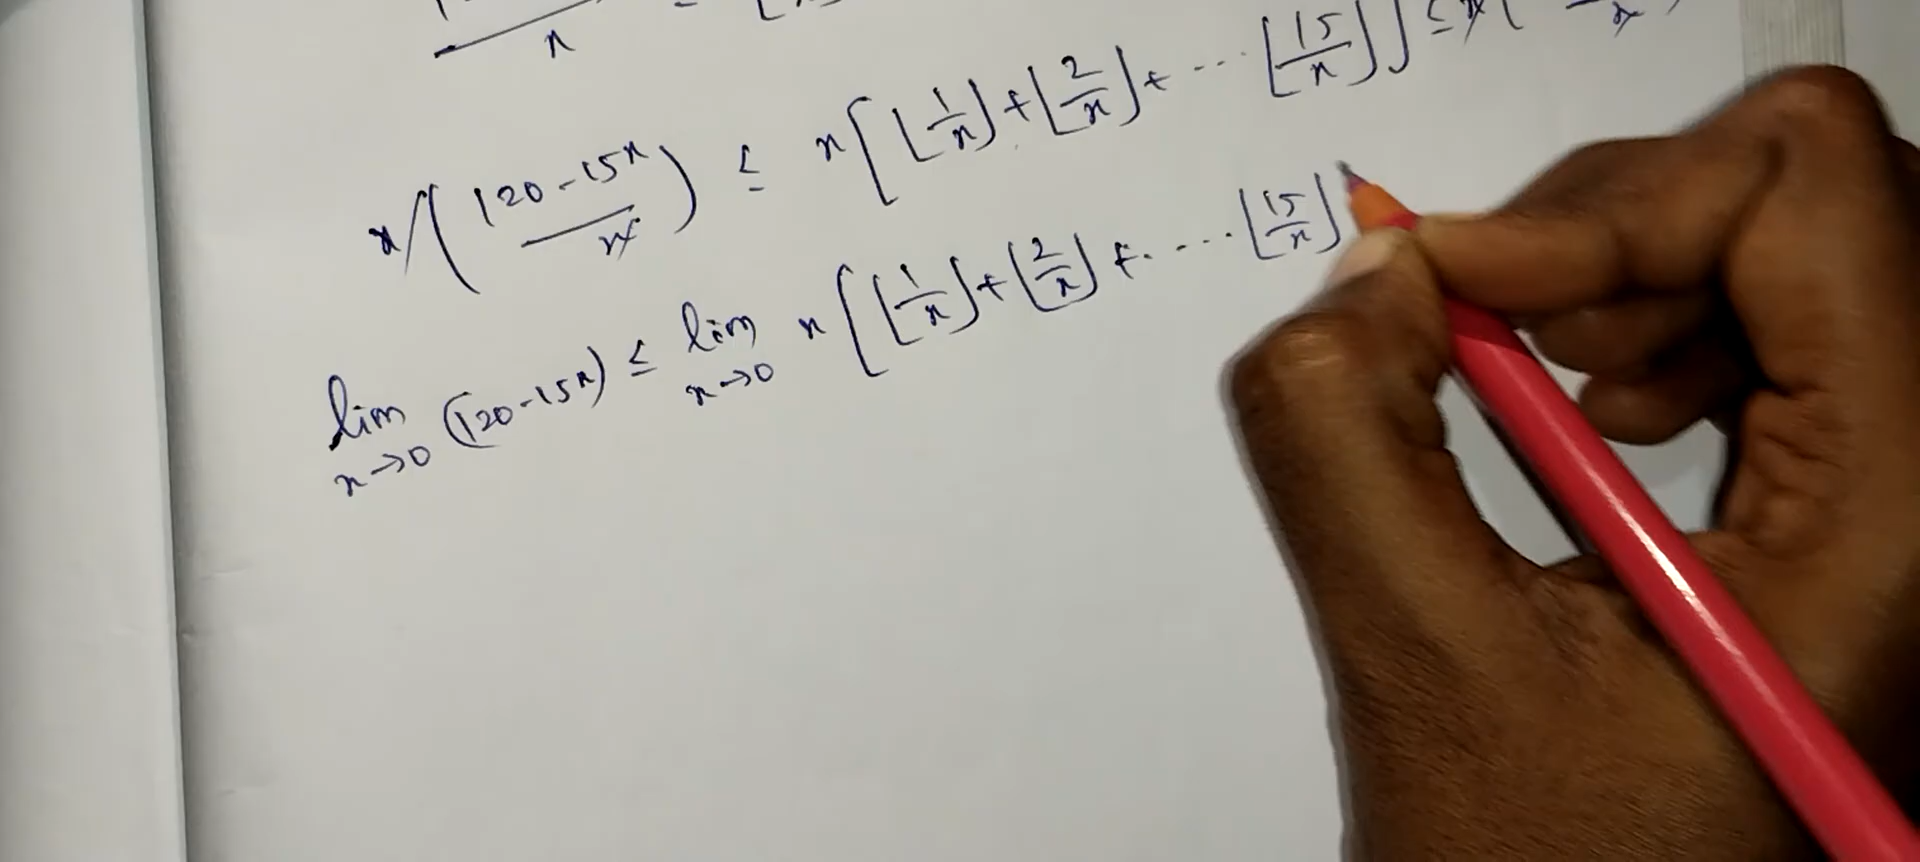 x
x(120-15x/x) ≤ x[⌊1/x⌋+⌊2/x⌋+ ... ⌊15/x⌋] ≤ x( x
lim x→0 (120-15x) ≤ lim x→0 x[⌊1/x⌋+⌊2/x⌋+ .... ⌊15/x⌋